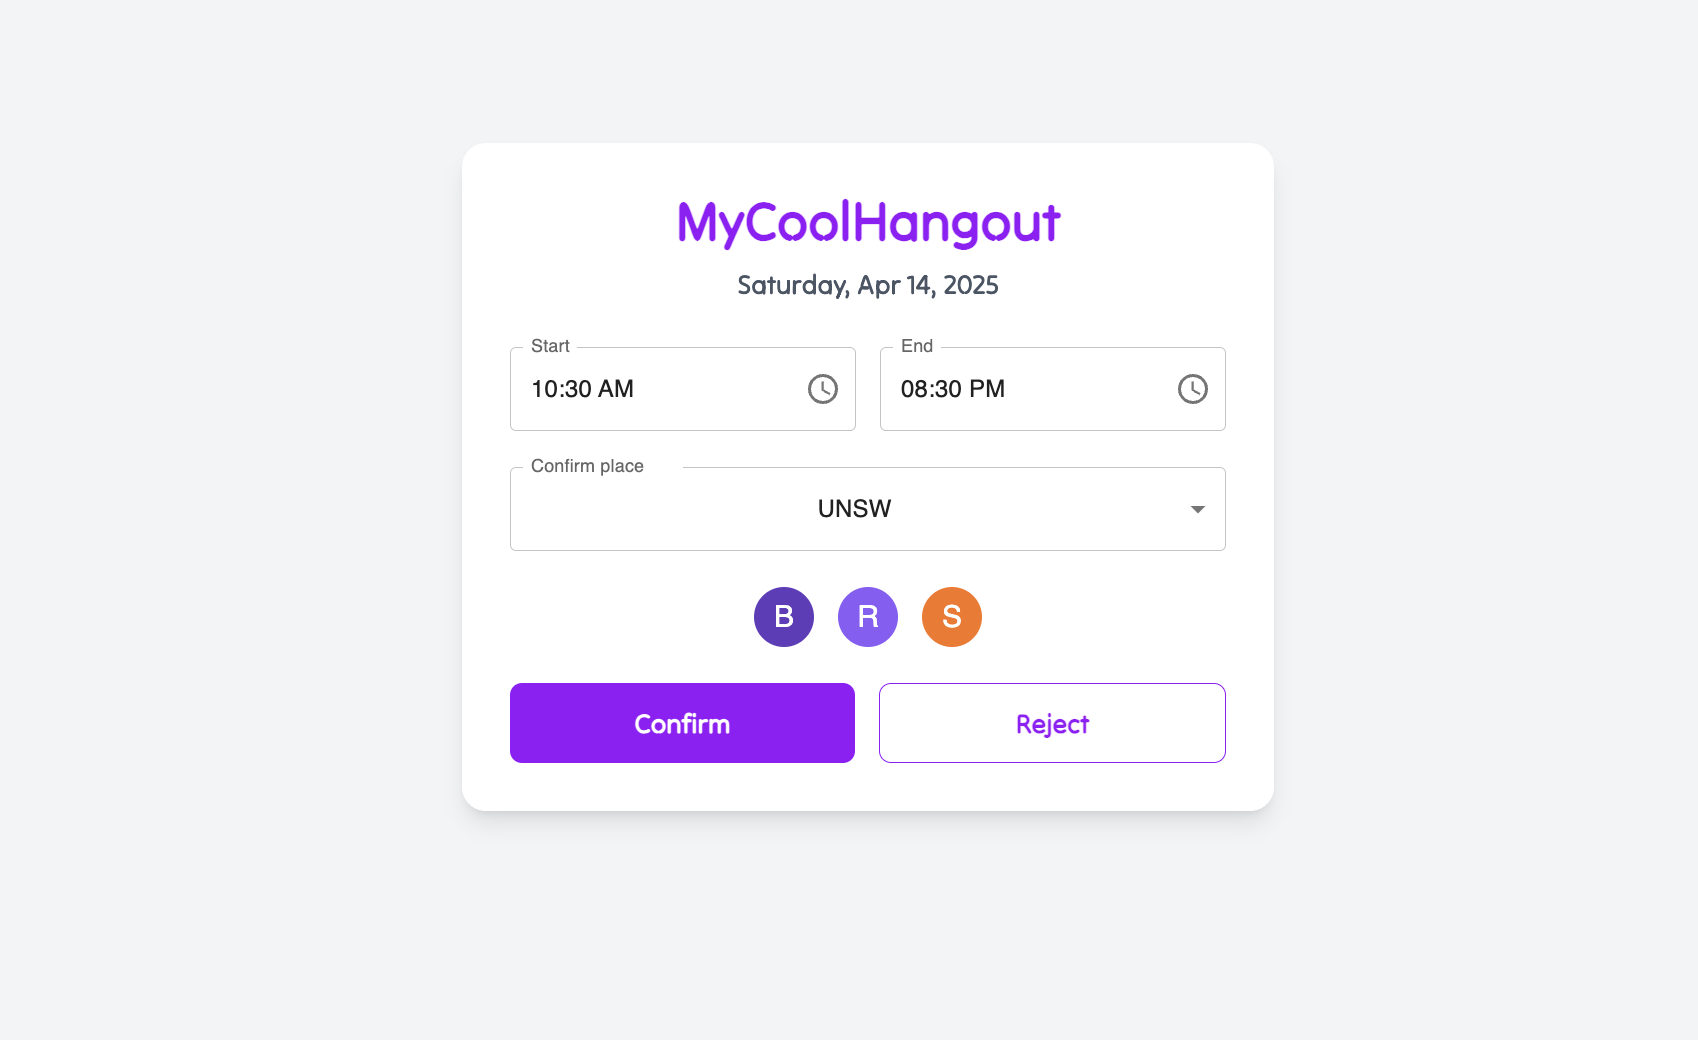 MyCoolHangout
Saturday, Apr 14, 2025
Start
End
10:30 AM
08:30 PM
Confirm place
UNSW
B R S
Confirm
Reject